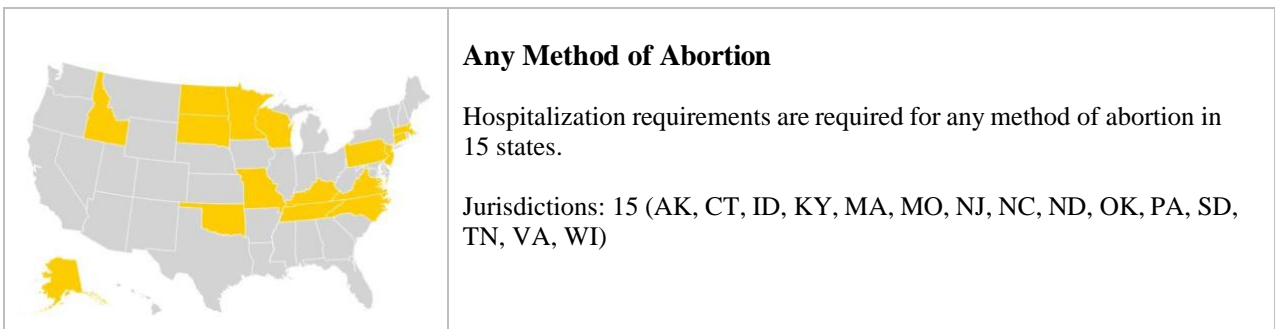 Any Method of Abortion
Hospitalization requirements are required for any method of abortion in
15 states.
Jurisdictions: 15 (AK, CT, ID, KY, MA, MO, NJ, NC, ND, OK, PA, SD,
TN, VA, WI)